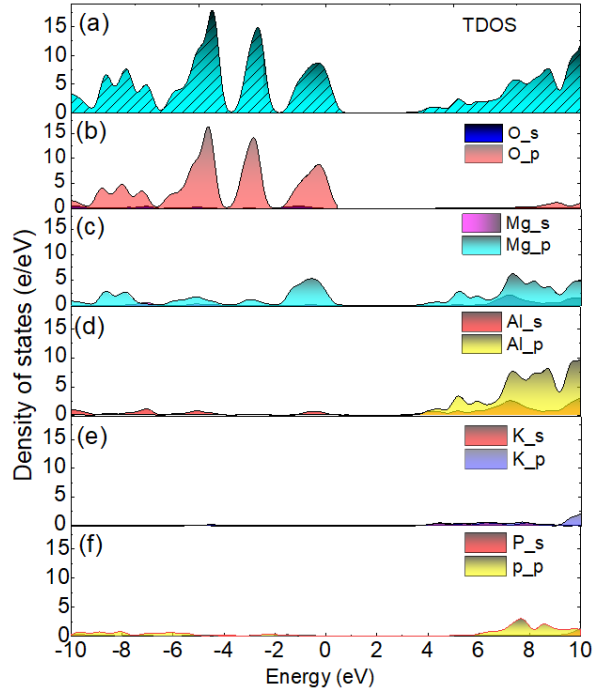 (a)
TDOS
15
10
5
0
(b)
O_s
O_p
15
10
5
0
(c)
Mg_s
Mg_p
15
10
5
0
(d)
Al_s
Al_p
15
10
5
0
(e)
K_s
K_p
15
10
5
0
(f)
P_s
p_p
15
10
5
0
Density of states (e/eV)
-10 -8 -6 -4 -2 0 2 4 6 8 10
Energy (eV)